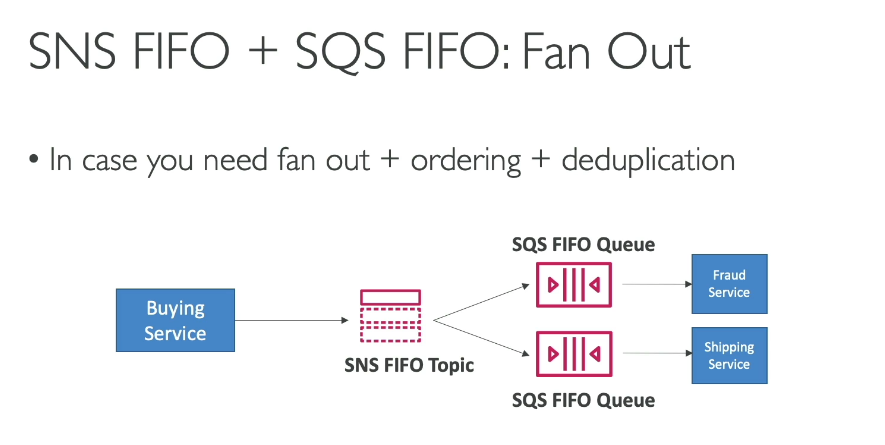 SNS FIFO + SQS FIFO: Fan Out
• In case you need fan out + ordering + deduplication
SQS FIFO Queue
Fraud
Service
Buying
Service
SNS FIFO Topic
Shipping
Service
SQS FIFO Queue